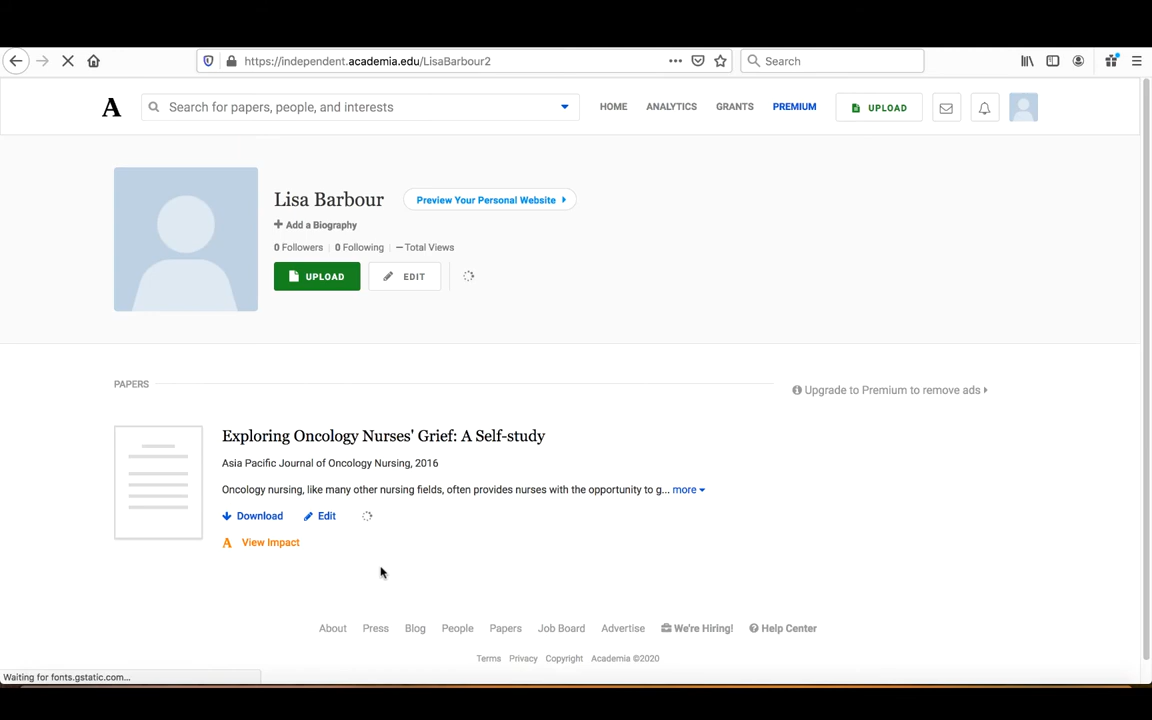 https://independent.academia.edu/LisaBarbour2
Search
A
Search for papers, people, and interests
HOME
ANALYTICS
GRANTS
PREMIUM
UPLOAD
Lisa Barbour
Preview Your Personal Website
Add a Biography
0 Followers
0 Following
– Total Views
UPLOAD
EDIT
PAPERS
Upgrade to Premium to remove ads
Exploring Oncology Nurses' Grief: A Self-study
Asia Pacific Journal of Oncology Nursing, 2016
Oncology nursing, like many other nursing fields, often provides nurses with the opportunity to g... more
Download
Edit
A View Impact
About
Press
Blog
People
Papers
Job Board
Advertise
We're Hiring!
Help Center
Terms
Privacy
Copyright
Academia ©2020
Waiting for fonts.gstatic.com...